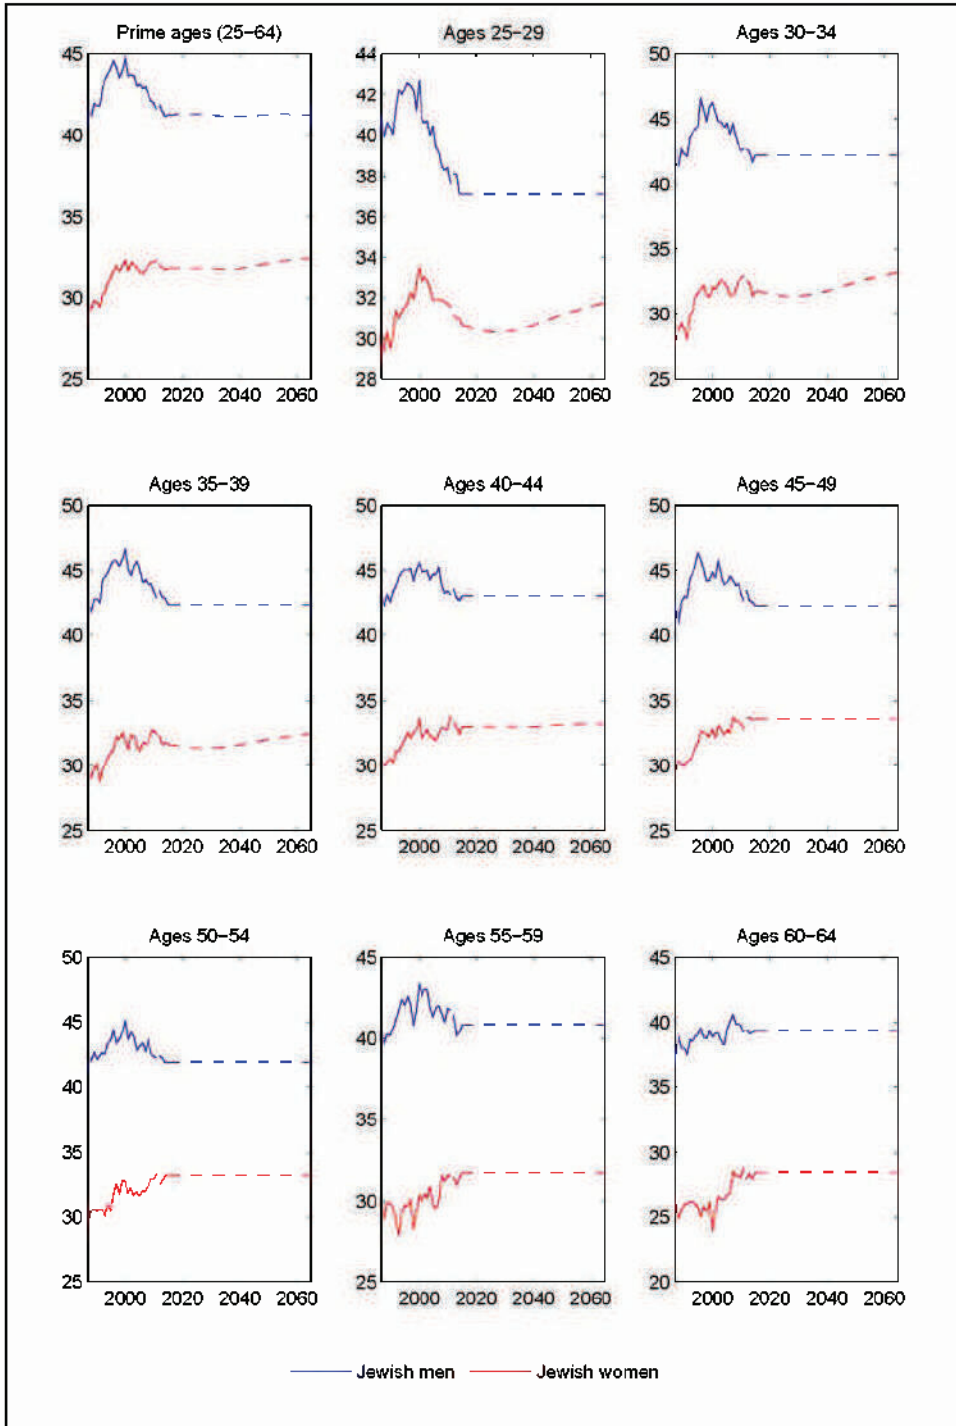 Prime ages (25–64) Ages 25–29 Ages 30–34
45 44 50
42 45
40 40 40
38
35 36 35
34
30 32 30
30
25 28 25
2000 2020 2040 2060 2000 2020 2040 2060 2000 2020 2040 2060
Ages 35–39 Ages 40–44 Ages 45–49
50 50 50
45 45 45
40 40 40
35 35 35
30 30 30
25 25 25
2000 2020 2040 2060 2000 2020 2040 2060 2000 2020 2040 2060
Ages 50–54 Ages 55–59 Ages 60–64
50 45 45
45 40 40
40 35
35 35 30
30 30 25
25 25 20
2000 2020 2040 2060 2000 2020 2040 2060 2000 2020 2040 2060
Jewish men Jewish women